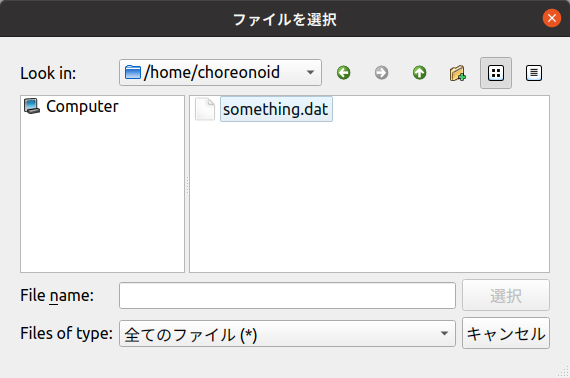 ファイルを選択
Look in: /home/choreonoid
Computer
something.dat
File name: 選択
Files of type: 全てのファイル (*) キャンセル